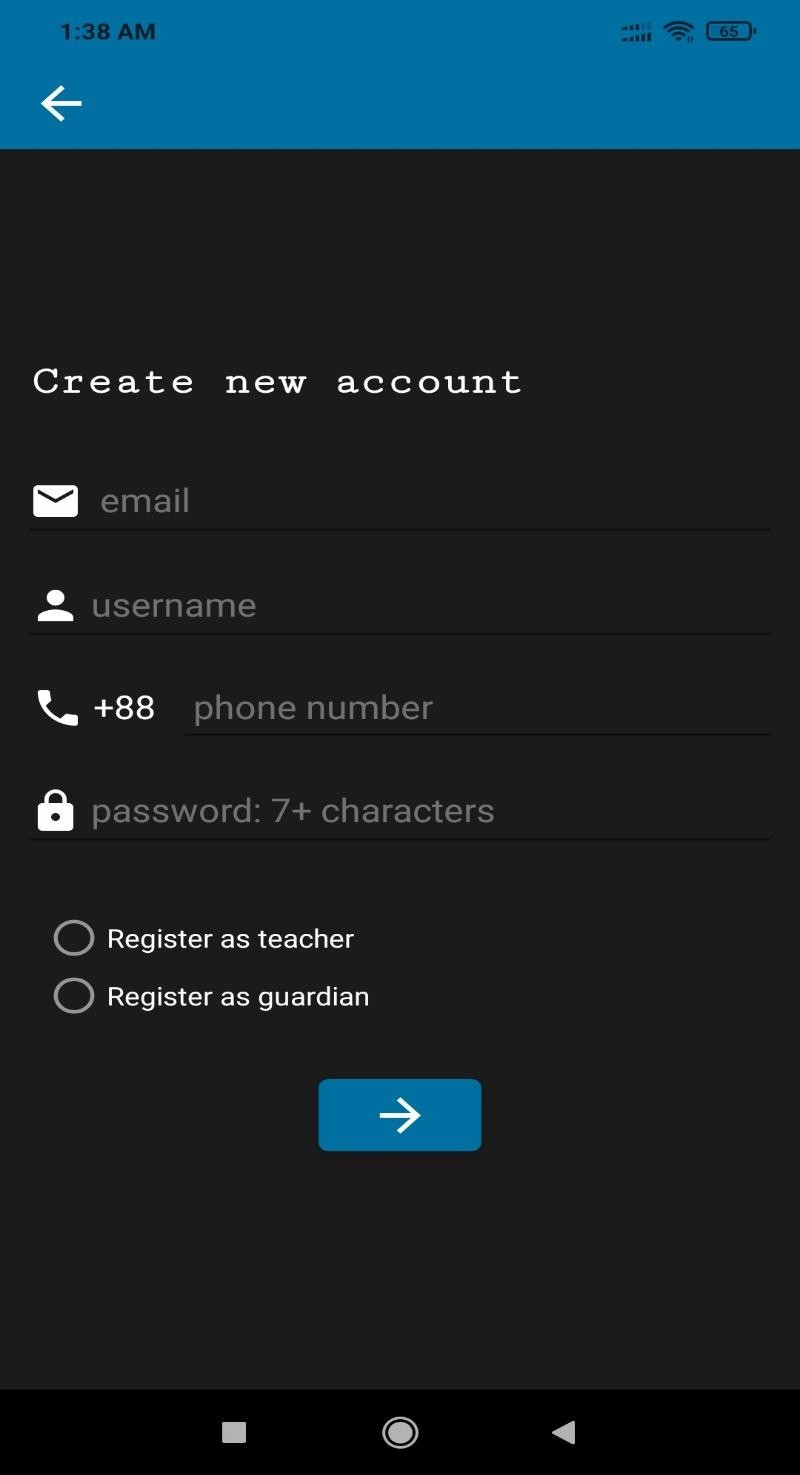 1:38 AM
65
Create new account
email
username
+88 phone number
password: 7+ characters
Register as teacher
Register as guardian